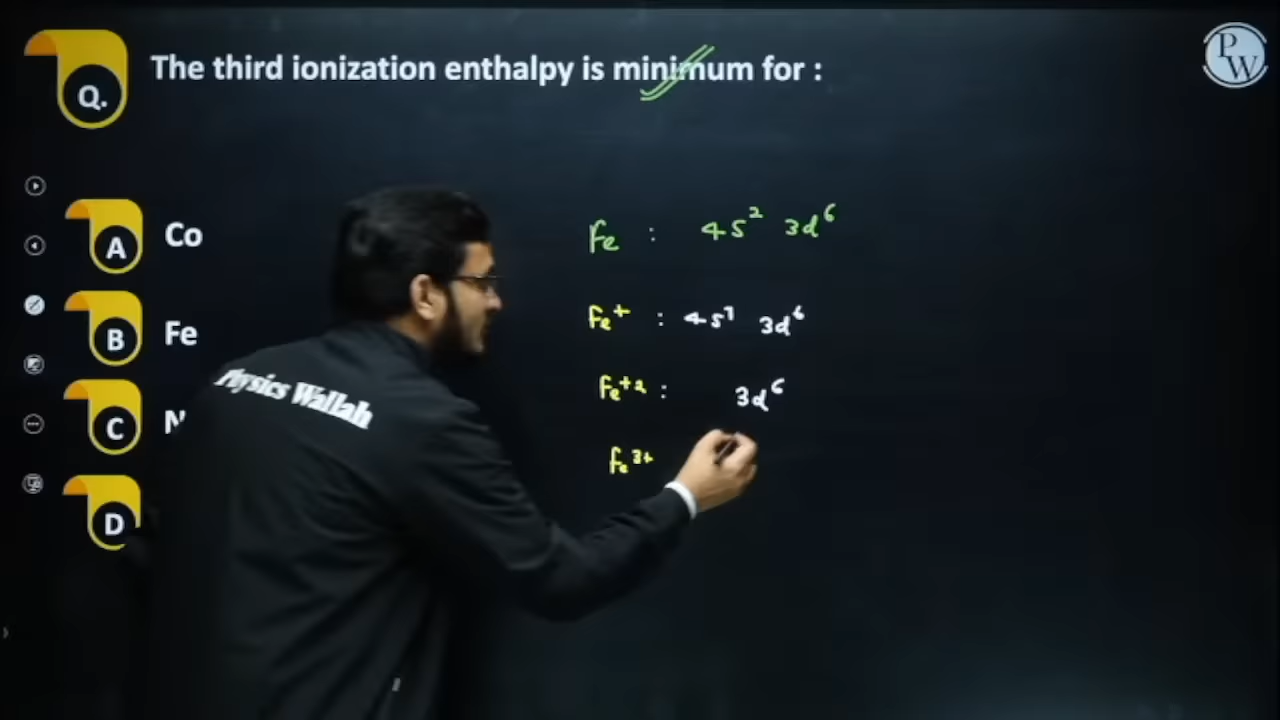 Q. The third ionization enthalpy is minimum for :
PW
A Co
B Fe
C N
D
Physics Wallah
Fe : 4s² 3d⁶
Fe⁺ : 4s¹ 3d⁶
Fe⁺² : 3d⁶
Fe³⁺